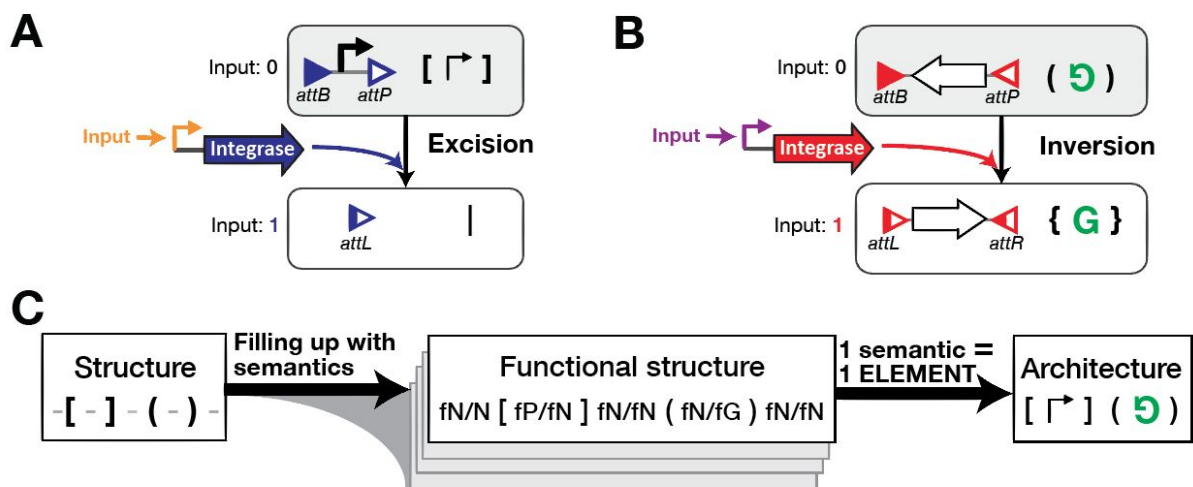 A
Input: 0
attB
attP
[ ]
Input
Integrase
Excision
Input: 1
attL
|
B
Input: 0
attB
attP
( G )
Input
Integrase
Inversion
Input: 1
attL
attR
{ G }
C
Structure
-[ - ] - ( - ) -
Filling up with
semantics
Functional structure
fN/N [ fP/fN ] fN/fN ( fN/fG ) fN/fN
1 semantic =
1 ELEMENT
Architecture
[ ] ( G )